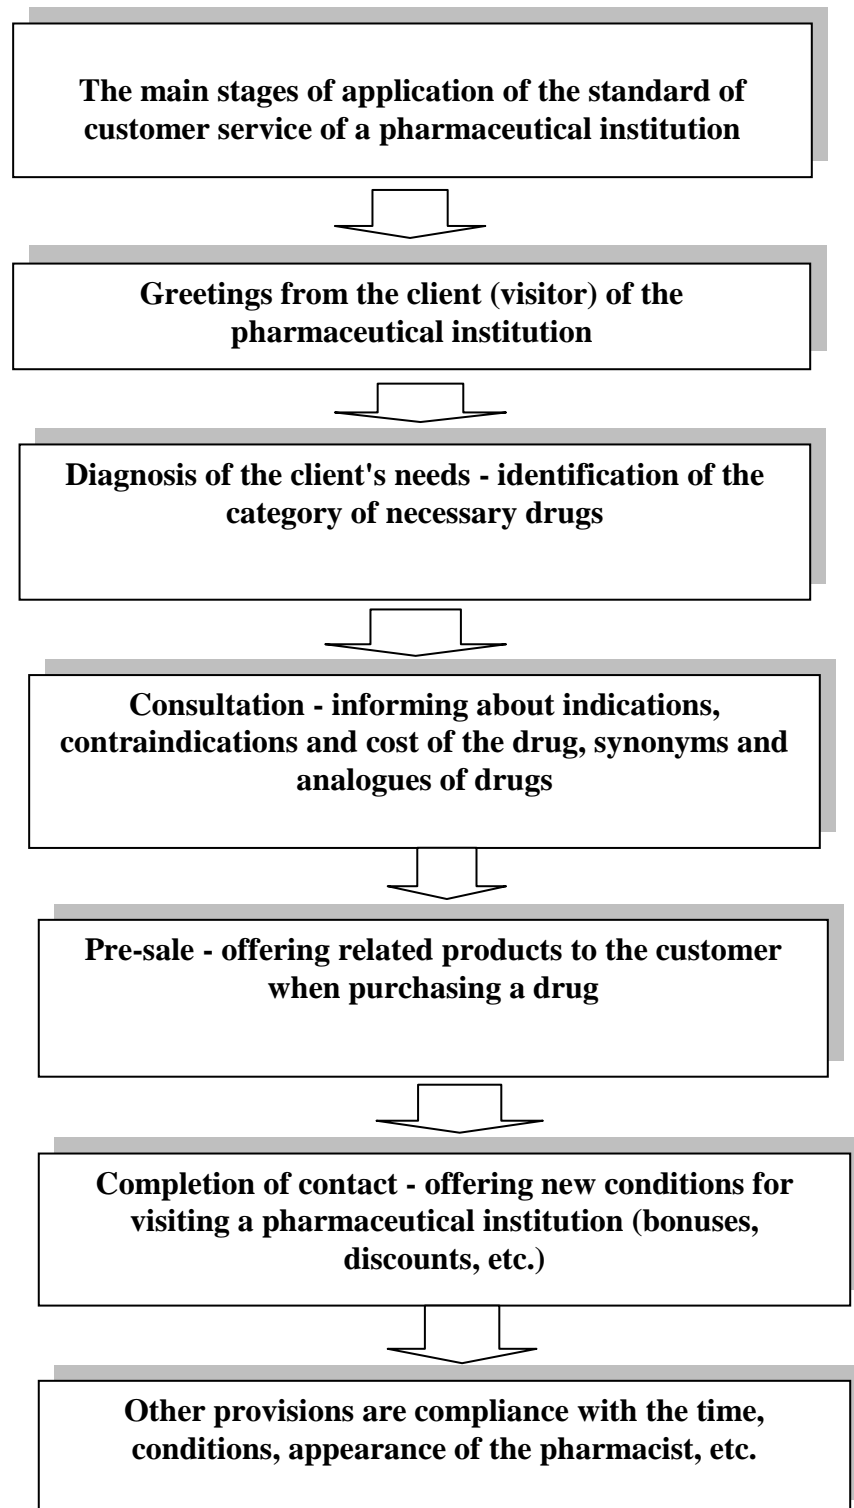 The main stages of application of the standard of
customer service of a pharmaceutical institution
Greetings from the client (visitor) of the
pharmaceutical institution
Diagnosis of the client's needs - identification of the
category of necessary drugs
Consultation - informing about indications,
contraindications and cost of the drug, synonyms and
analogues of drugs
Pre-sale - offering related products to the customer
when purchasing a drug
Completion of contact - offering new conditions for
visiting a pharmaceutical institution (bonuses,
discounts, etc.)
Other provisions are compliance with the time,
conditions, appearance of the pharmacist, etc.